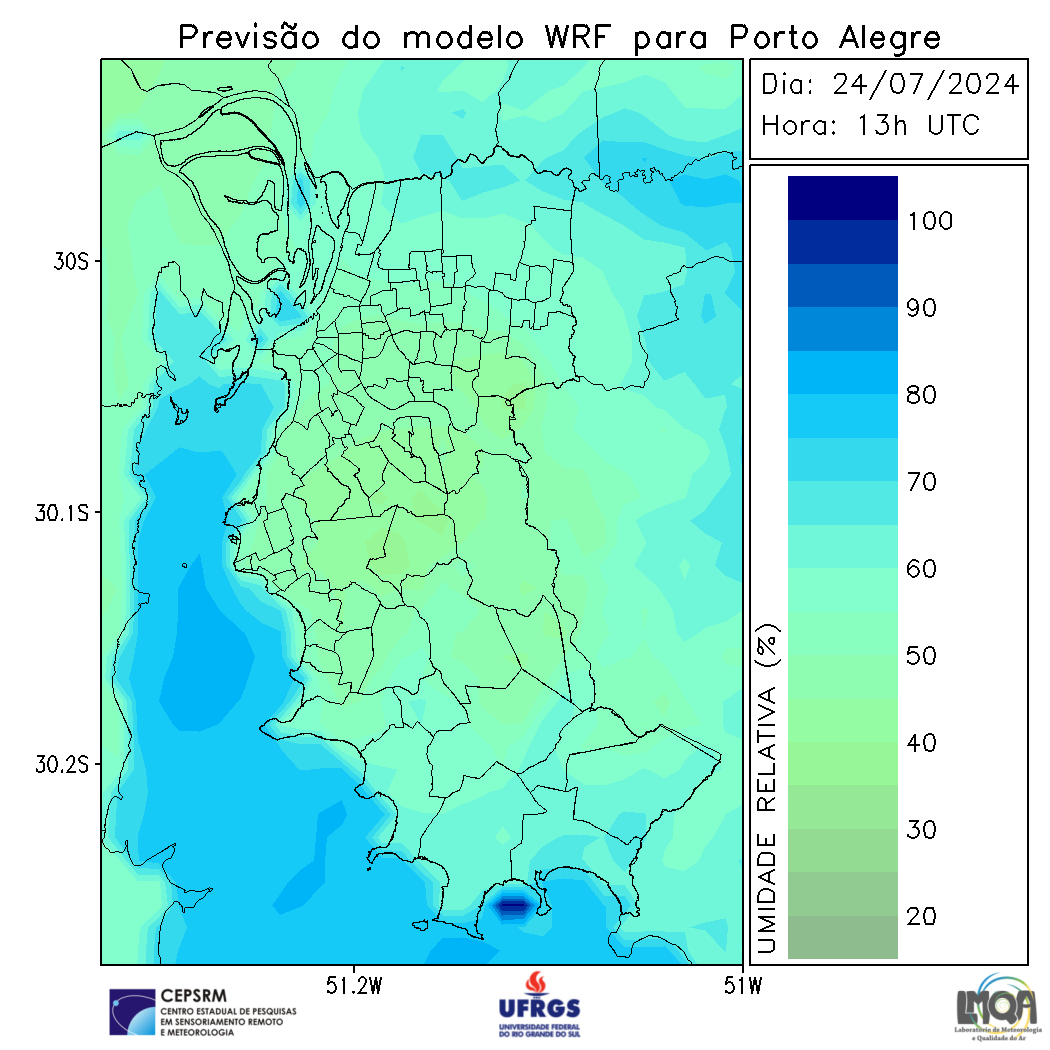 Previsão do modelo WRF para Porto Alegre
Dia: 24/07/2024
Hora: 13h UTC
100
90
80
70
60
50
40
30
20
UMIDADE RELATIVA (%)
30S
30.1S
30.2S
51.2W
51W
CEPSRM
CENTRO ESTADUAL DE PESQUISAS
EM SENSORIAMENTO REMOTO
E METEOROLOGIA
UFRGS
UNIVERSIDADE FEDERAL
DO RIO GRANDE DO SUL
LMQA
Laboratório de Meteorologia
e Qualidade do Ar